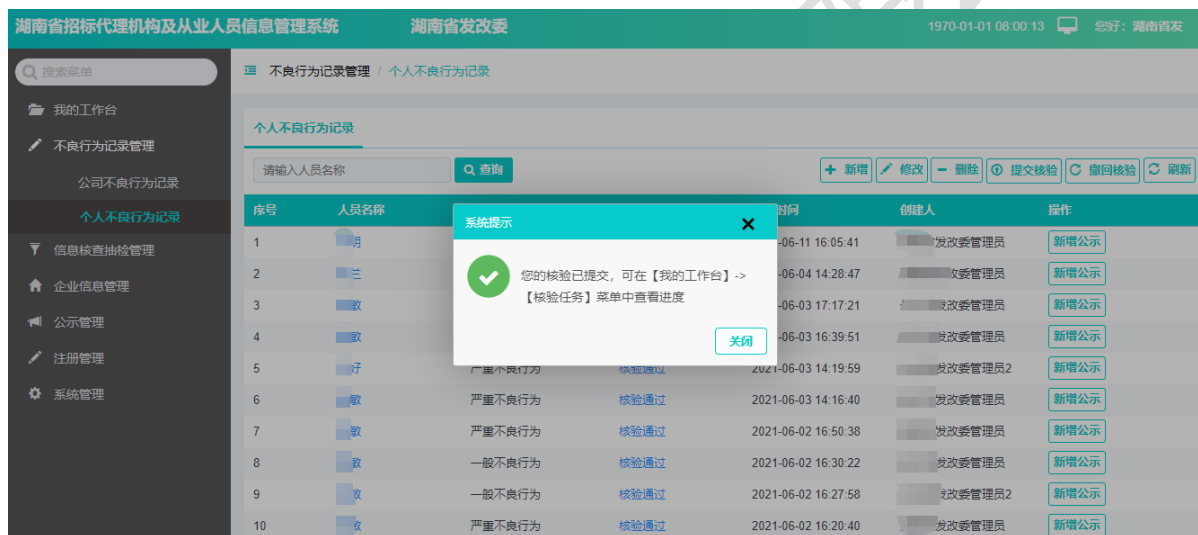 湖南省招标代理机构及从业人员信息管理系统 湖南省发改委 1970-01-01 08:00:13 您好：湖南省发
搜索菜单
不良行为记录管理 / 个人不良行为记录
我的工作台
不良行为记录管理
公司不良行为记录
个人不良行为记录
信息核查抽检管理
企业信息管理
公示管理
注册管理
系统管理
个人不良行为记录
请输入人员名称 查询 新增 修改 删除 提交核验 撤回核验 刷新
序号 人员名称 时间 创建人 操作
系统提示
您的核验已提交，可在【我的工作台】->
【核验任务】菜单中查看进度
关闭
1 -06-11 16:05:41 发改委管理员 新增公示
2 兰 -06-04 14:28:47 改委管理员 新增公示
3 敏 -06-03 17:17:21 发改委管理员 新增公示
4 敏 -06-03 16:39:51 发改委管理员 新增公示
5 好 严重不良行为 核验通过 2021-06-03 14:19:59 发改委管理员2 新增公示
6 敏 严重不良行为 核验通过 2021-06-03 14:16:40 发改委管理员 新增公示
7 敏 严重不良行为 核验通过 2021-06-02 16:50:38 发改委管理员 新增公示
8 一般不良行为 核验通过 2021-06-02 16:30:22 发改委管理员 新增公示
9 一般不良行为 核验通过 2021-06-02 16:27:58 发改委管理员2 新增公示
10 严重不良行为 核验通过 2021-06-02 16:20:40 发改委管理员 新增公示